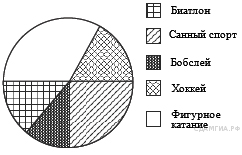 Биатлон
Санный спорт
Бобслей
Хоккей
Фигурное
катание